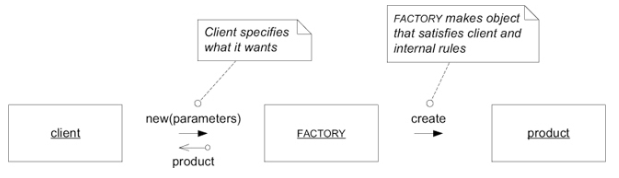 Client specifies
what it wants
FACTORY makes object
that satisfies client and
internal rules
client
new(parameters)
product
FACTORY
create
product